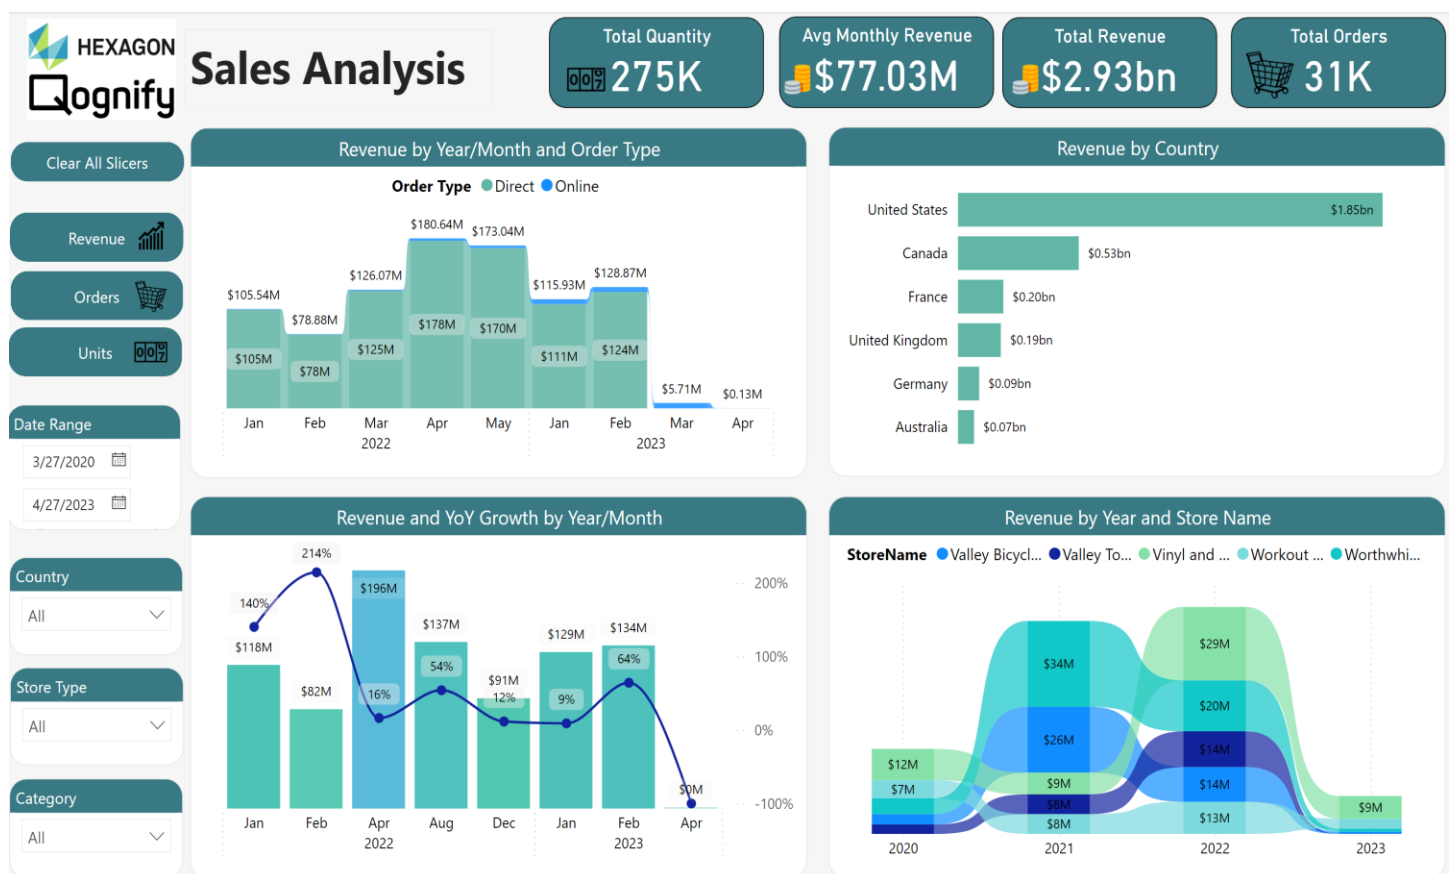 HEXAGON
Qognify
Sales Analysis
Total Quantity
275K
Avg Monthly Revenue
$77.03M
Total Revenue
$2.93bn
Total Orders
31K
Clear All Slicers
Revenue
Orders
Units
Date Range
3/27/2020
4/27/2023
Country
All
Store Type
All
Category
All
Revenue by Year/Month and Order Type
Order Type Direct Online
$180.64M $173.04M
$126.07M $115.93M $128.87M
$105.54M
$78.88M
$178M $170M
$105M $125M $111M $124M
$78M
$5.71M $0.13M
Jan Feb Mar Apr May Jan Feb Mar Apr
2022 2023
Revenue by Country
United States $1.85bn
Canada $0.53bn
France $0.20bn
United Kingdom $0.19bn
Germany $0.09bn
Australia $0.07bn
Revenue and YoY Growth by Year/Month
214%
200%
$196M
140%
$137M
$129M $134M
$118M
54% 64% 100%
$82M 16% $91M
12% 9%
0%
$0M
-100%
Jan Feb Apr Aug Dec Jan Feb Apr
2022 2023
Revenue by Year and Store Name
StoreName Valley Bicycl... Valley To... Vinyl and ... Workout ... Worthwhi...
$29M
$34M
$20M
$26M $14M
$12M
$7M $9M $14M
$8M $9M
$8M $13M
2020 2021 2022 2023